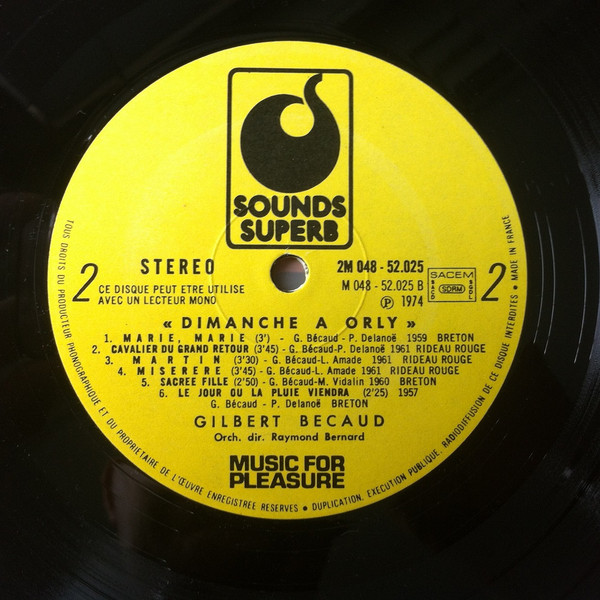 SOUNDS
SUPERB
2
STEREO
CE DISQUE PEUT ETRE UTILISE
AVEC UN LECTEUR MONO
2M 048 - 52.025
M 048 - 52.025 B
℗ 1974
SACEM
SACD
SDRM
SGDL
2
« DIMANCHE A ORLY »
1. MARIE, MARIE (3') - G. Bécaud - P. Delanoë 1959 BRETON
2. CAVALIER DU GRAND RETOUR (3'45) - G. Bécaud-P. Delanoë 1961 RIDEAU ROUGE
3. MARTIN (3'30) - G. Bécaud-L. Amade 1961 RIDEAU ROUGE
4. MISERERE (3'45) - G. Bécaud-L. Amade 1961 RIDEAU ROUGE
5. SACREE FILLE (2'50) - G. Bécaud-M. Vidalin 1960 BRETON
6. LE JOUR OU LA PLUIE VIENDRA (2'25) 1957
G. Bécaud - P. Delanoë BRETON
GILBERT BECAUD
Orch. dir. Raymond Bernard
MUSIC FOR
PLEASURE
TOUS DROITS DU PRODUCTEUR PHONOGRAPHIQUE ET DU PROPRIETAIRE DE L'ŒUVRE ENREGISTREE RESERVES • DUPLICATION, EXECUTION PUBLIQUE, RADIODIFFUSION DE CE DISQUE INTERDITES • MADE IN FRANCE